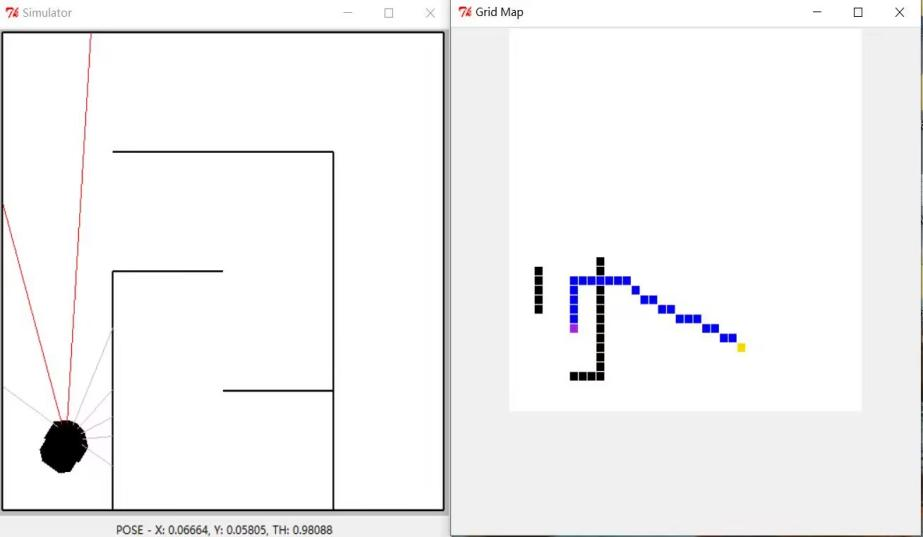 Simulator
Grid Map
POSE - X: 0.06664, Y: 0.05805, TH: 0.98088